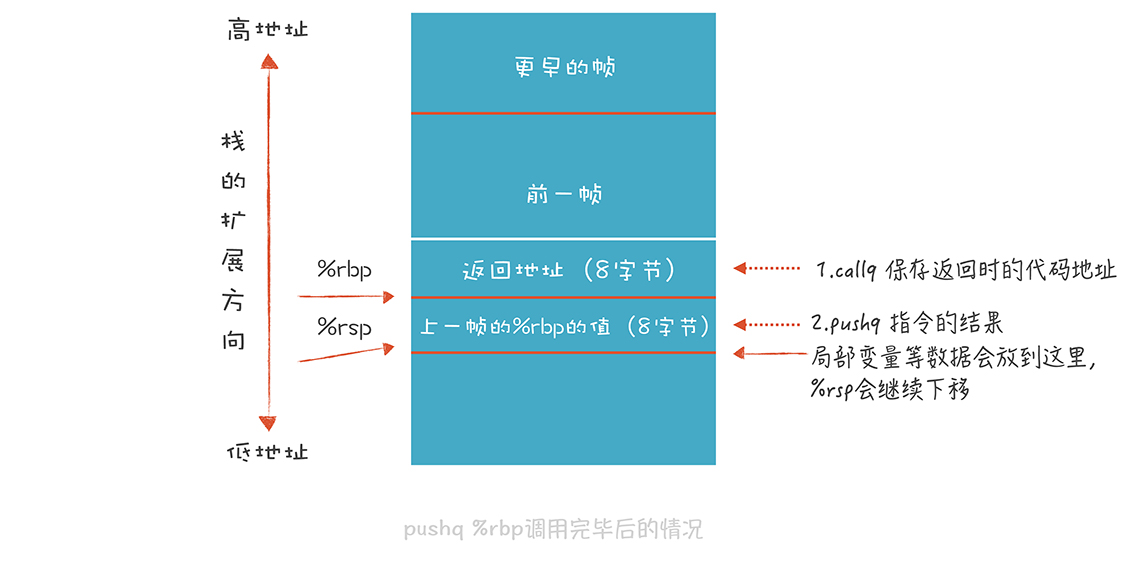 高地址
更早的帧
栈的扩展方向
前一帧
%rbp
返回地址（8字节）
1.callq 保存返回时的代码地址
%rsp
上一帧的%rbp的值（8字节）
2.pushq 指令的结果
局部变量等数据会放到这里,
%rsp会继续下移
低地址
pushq %rbp调用完毕后的情况